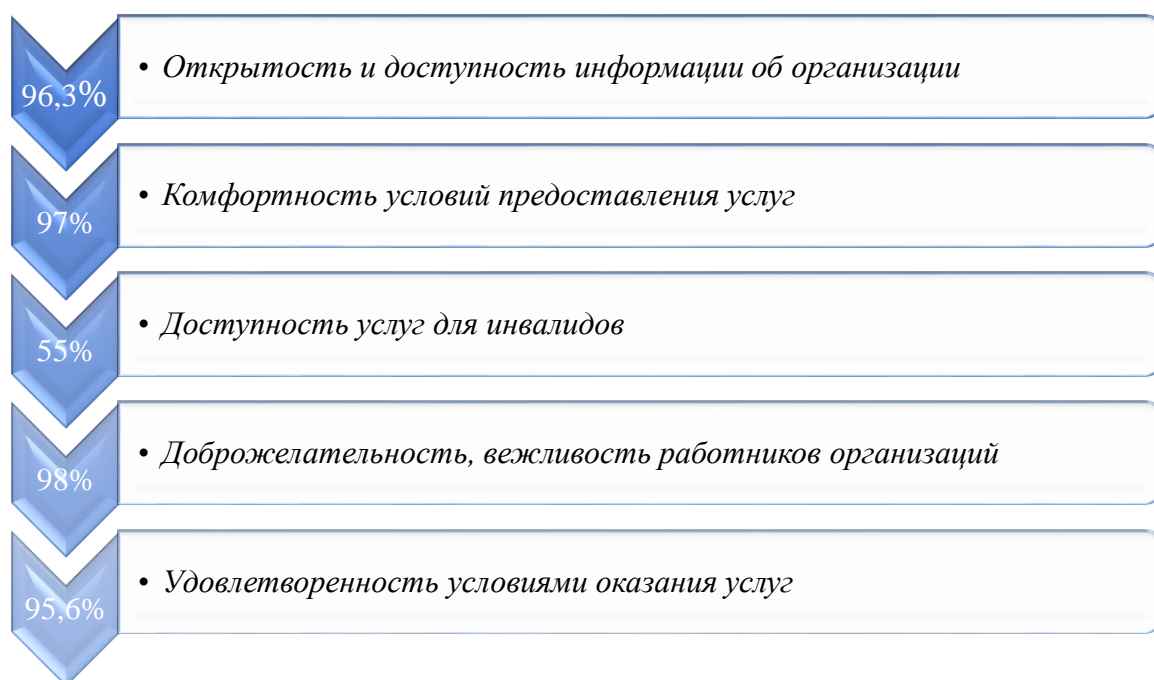 96,3%
• Открытость и доступность информации об организации
97%
• Комфортность условий предоставления услуг
55%
• Доступность услуг для инвалидов
98%
• Доброжелательность, вежливость работников организаций
95,6%
• Удовлетворенность условиями оказания услуг